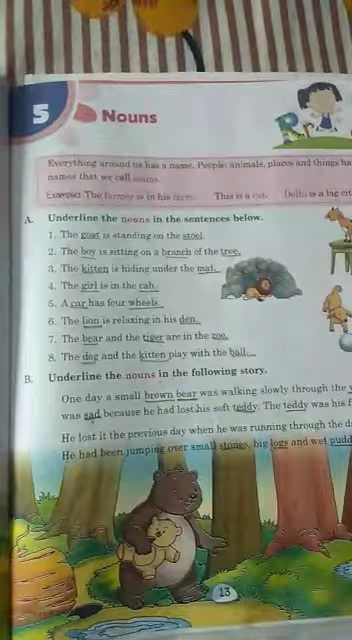 5 Nouns
Everything around us has a name. People, animals, places and things ha
names that we call nouns.
Example: The farmer is in his farm. This is a cat. Delhi is a big cit
A. Underline the nouns in the sentences below.
1. The goat is standing on the stool.
2. The boy is sitting on a branch of the tree.
3. The kitten is hiding under the mat.
4. The girl is in the cab.
5. A car has four wheels.
6. The lion is relaxing in his den.
7. The bear and the tiger are in the zoo.
8. The dog and the kitten play with the ball.
B. Underline the nouns in the following story.
One day a small brown bear was walking slowly through the
was sad because he had lost his soft teddy. The teddy was his f
He lost it the previous day when he was running through the d
He had been jumping over small stones, big logs and wet pudd
13